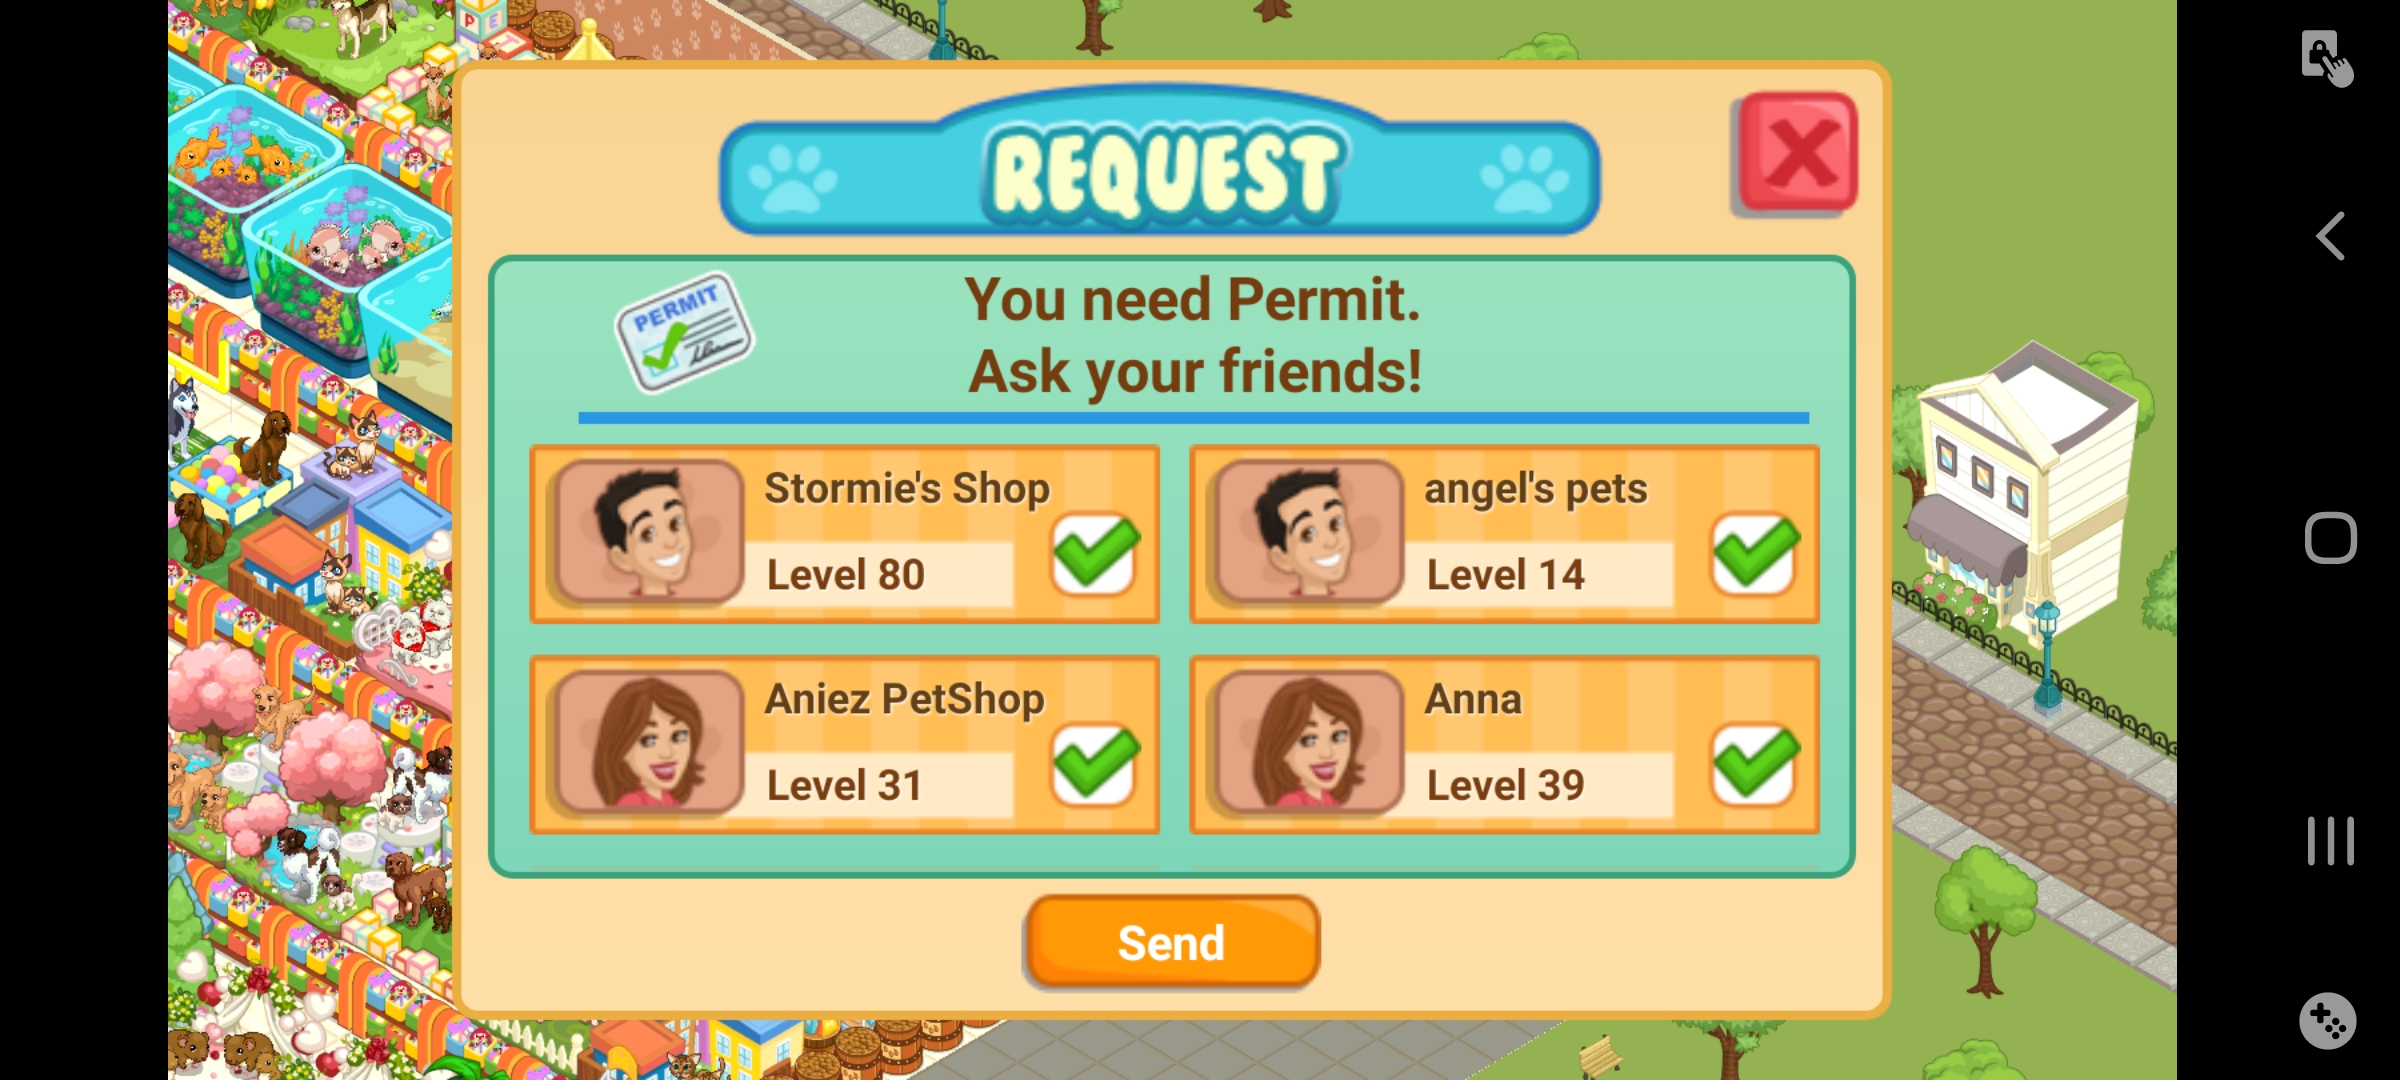 REQUEST
PERMIT
You need Permit.
Ask your friends!
Stormie's Shop
Level 80
angel's pets
Level 14
Aniez PetShop
Level 31
Anna
Level 39
Send